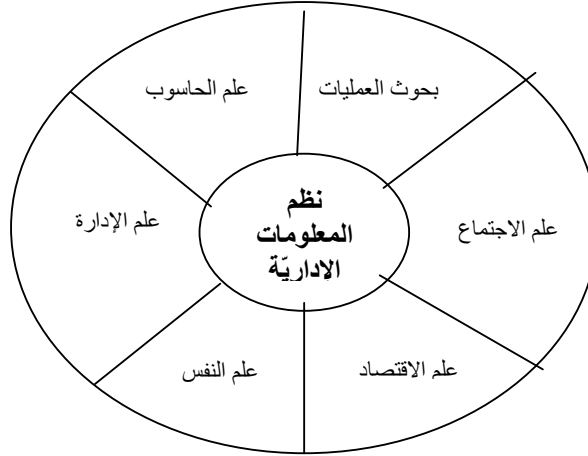 بحوث العمليات
علم الحاسوب
علم الاجتماع
نظم
المعلومات
الإداريّة
علم الإدارة
علم الاقتصاد
علم النفس